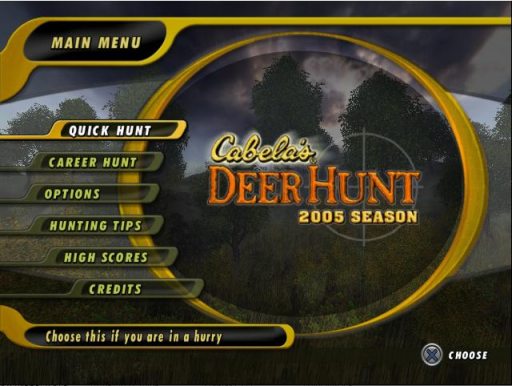 MAIN MENU
QUICK HUNT
CAREER HUNT
OPTIONS
HUNTING TIPS
HIGH SCORES
CREDITS
Cabela's
DEER HUNT
2005 SEASON
Choose this if you are in a hurry
CHOOSE